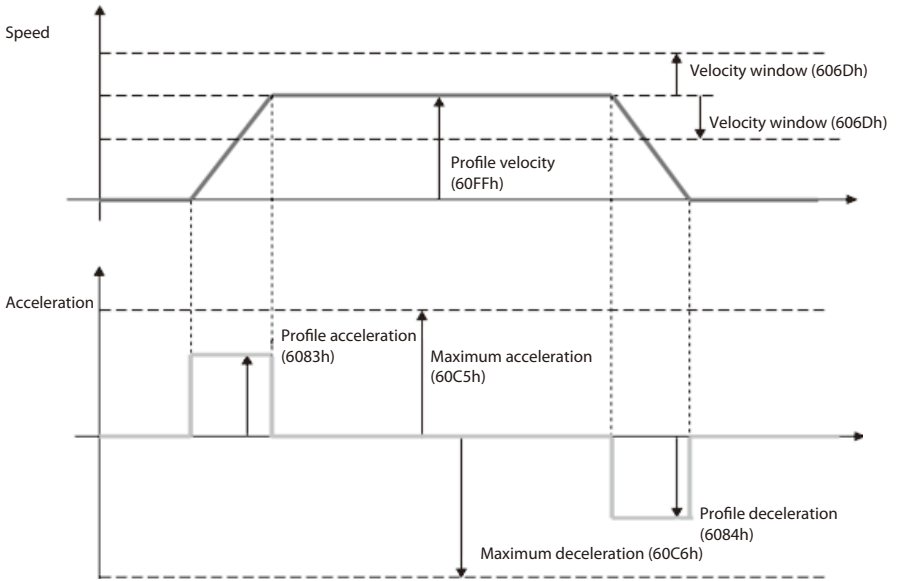 Speed
Velocity window (606Dh)
Velocity window (606Dh)
Profile velocity
(60FFh)
Acceleration
Profile acceleration
(6083h)
Maximum acceleration
(60C5h)
Profile deceleration
(6084h)
Maximum deceleration (60C6h)